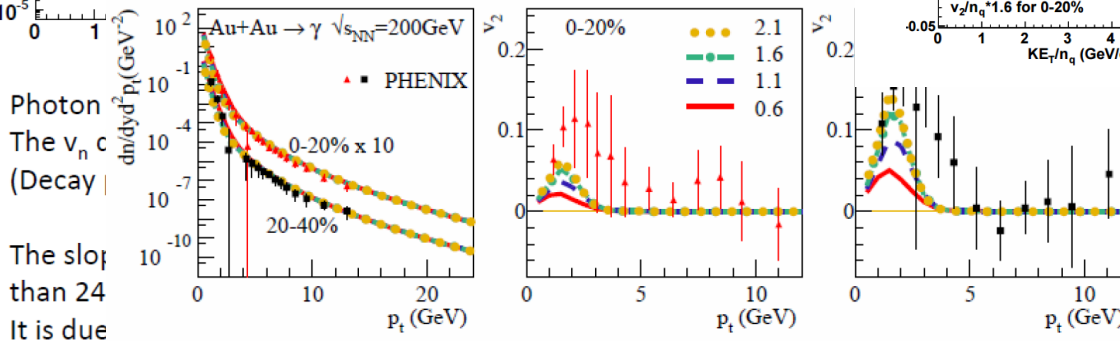 10-5
0 1
Photon
The vn
(Decay
The slop
than 24
It is due
dn/dyd2pt(GeV-2)
10 2
10 -1
10 -4
10 -7
10 -10
Au+Au → γ √sNN=200GeV
PHENIX
0-20% x 10
20-40%
0 10 20
pt (GeV)
v2
0.2
0.1
0
0-20%
2.1
1.6
1.1
0.6
0 5 10
pt (GeV)
v2
0.2
0.1
0
0 5 10
pt (GeV)
v2/nq*1.6 for 0-20%
-0.05
0 1 2 3 4
KET/nq (GeV/